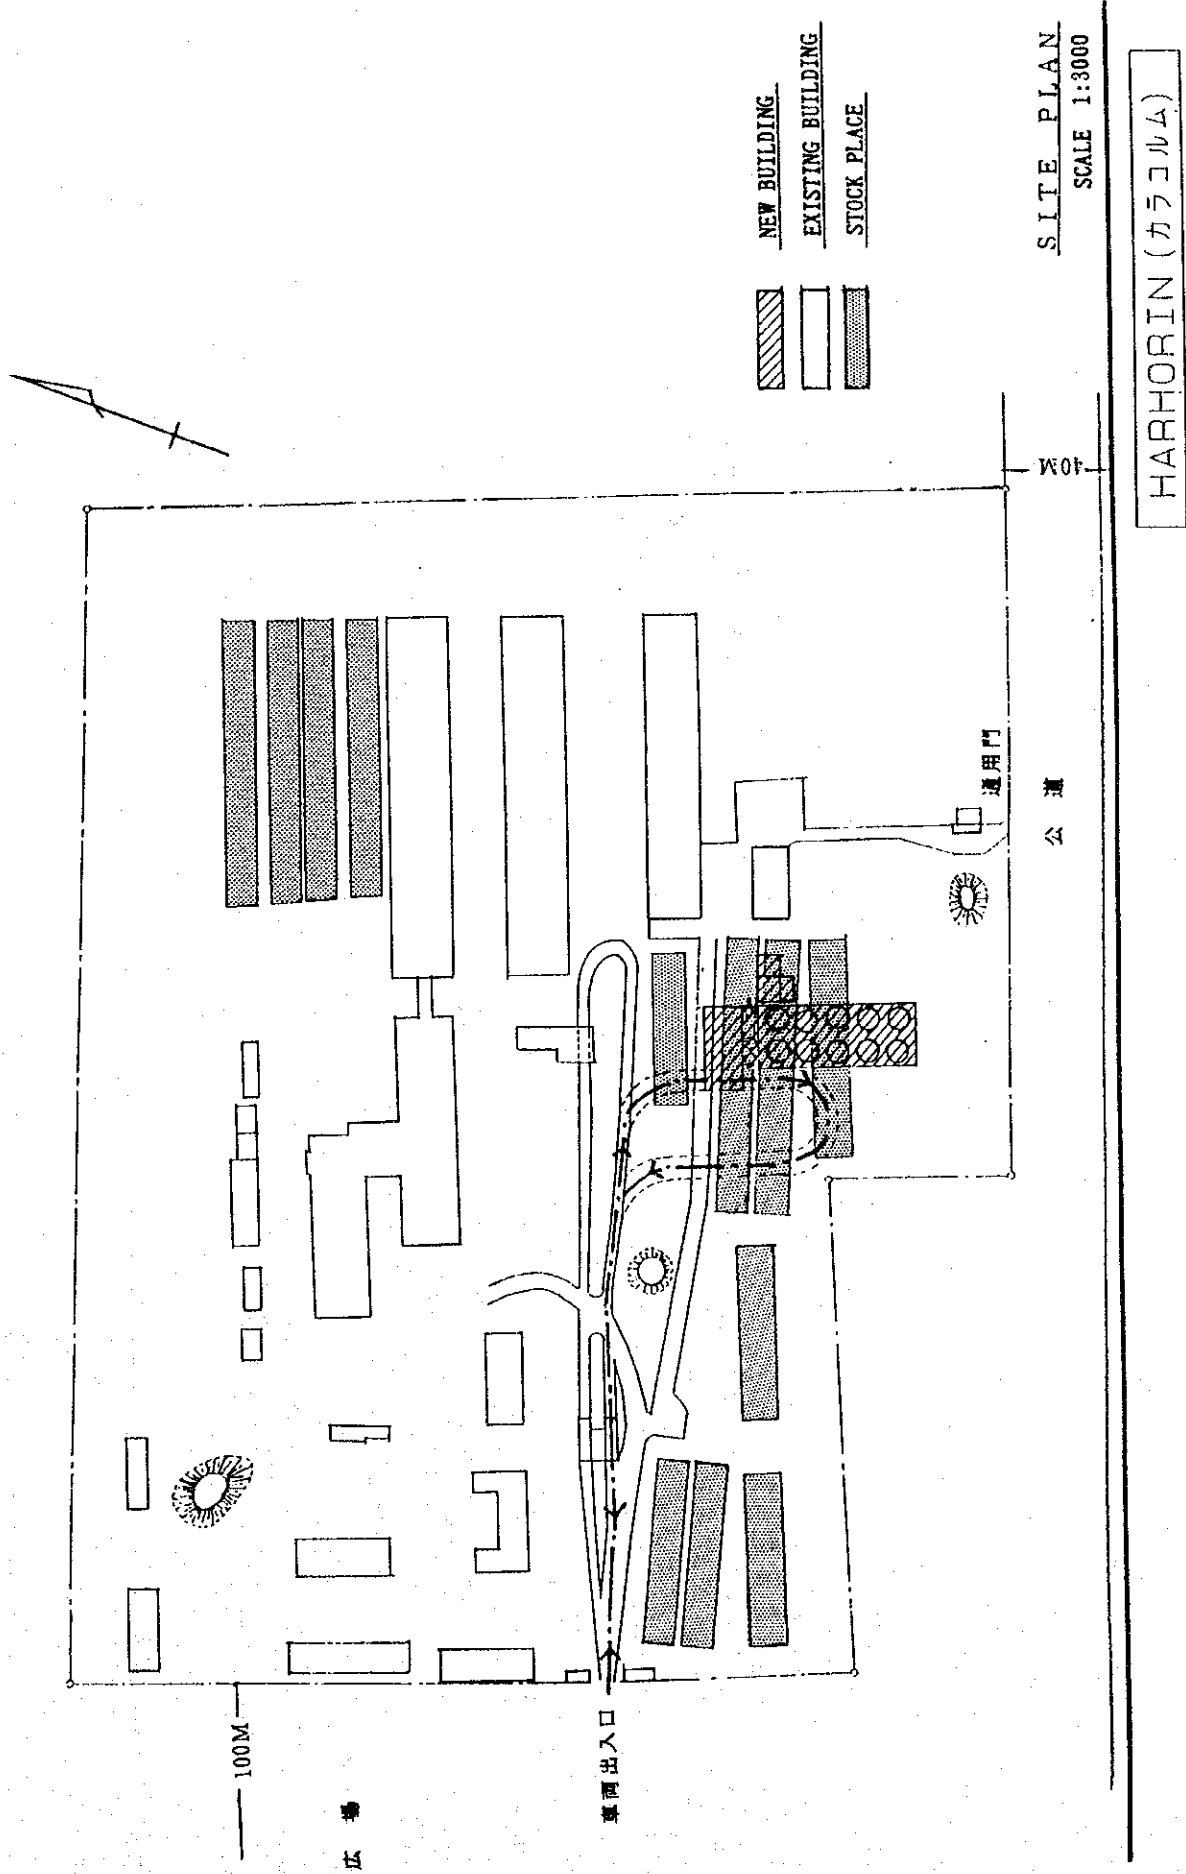 NEW BUILDING
EXISTING BUILDING
STOCK PLACE
SITE PLAN
SCALE 1:3000
HARHORIN (カラコルム)
40M
通用門
公道
100M
広場
車両出入口